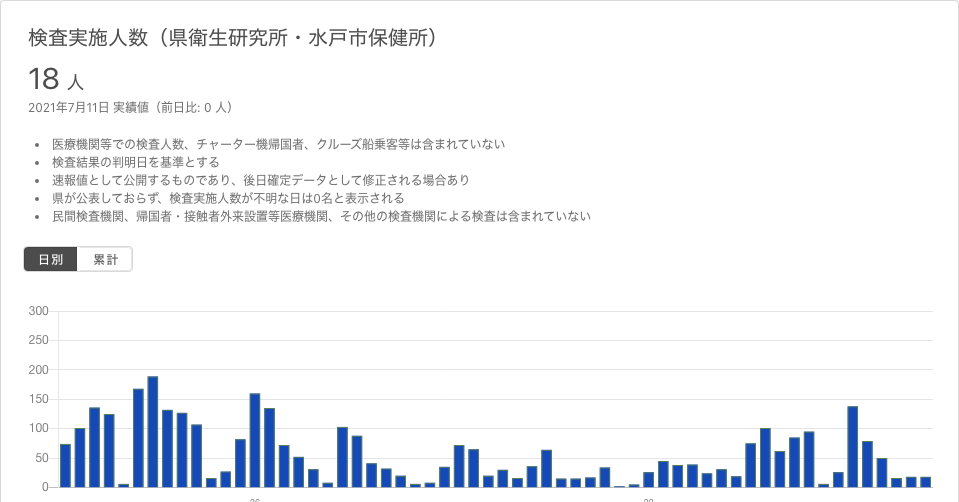 検査実施人数（県衛生研究所・水戸市保健所）
18 人
2021年7月11日 実績値（前日比: 0 人）
• 医療機関等での検査人数、チャーター機帰国者、クルーズ船乗客等は含まれていない
• 検査結果の判明日を基準とする
• 速報値として公開するものであり、後日確定データとして修正される場合あり
• 県が公表しておらず、検査実施人数が不明な日は0名と表示される
• 民間検査機関、帰国者・接触者外来設置等医療機関、その他の検査機関による検査は含まれていない
日別 累計
300
250
200
150
100
50
0